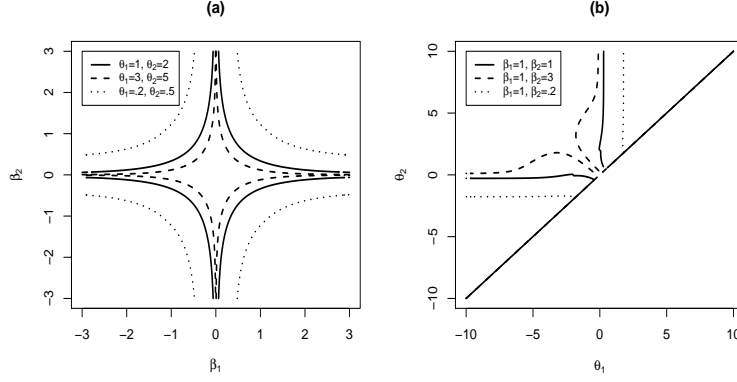 (a)
β₂
3
2
1
0
−1
−2
−3
θ₁=1, θ₂=2
θ₁=3, θ₂=5
θ₁=.2, θ₂=.5
−3 −2 −1 0 1 2 3
β₁
(b)
θ₂
10
5
0
−5
−10
β₁=1, β₂=1
β₁=1, β₂=3
β₁=1, β₂=.2
−10 −5 0 5 10
θ₁